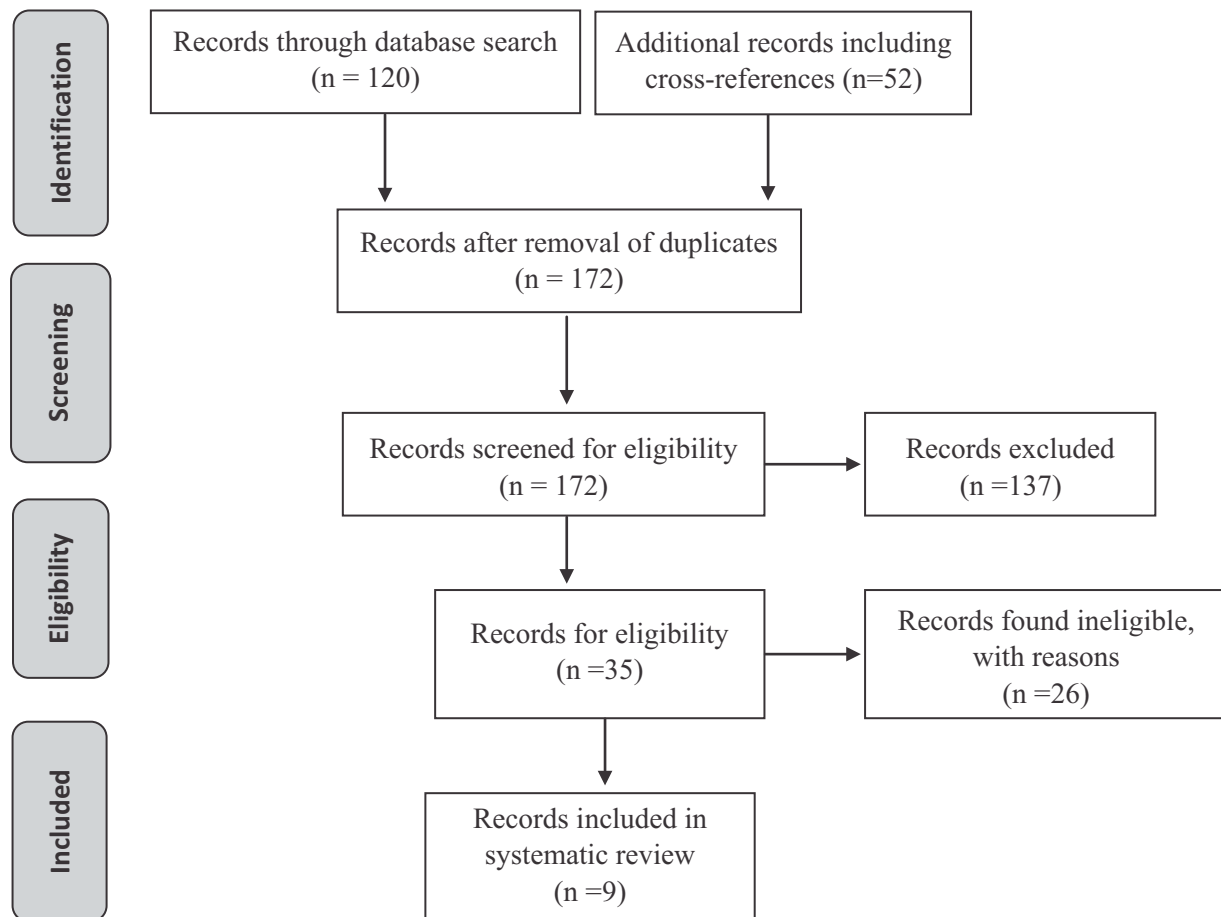 Identification
Records through database search
(n = 120)
Additional records including
cross-references (n=52)
Records after removal of duplicates
(n = 172)
Screening
Records screened for eligibility
(n = 172)
Records excluded
(n =137)
Eligibility
Records for eligibility
(n =35)
Records found ineligible,
with reasons
(n =26)
Included
Records included in
systematic review
(n =9)